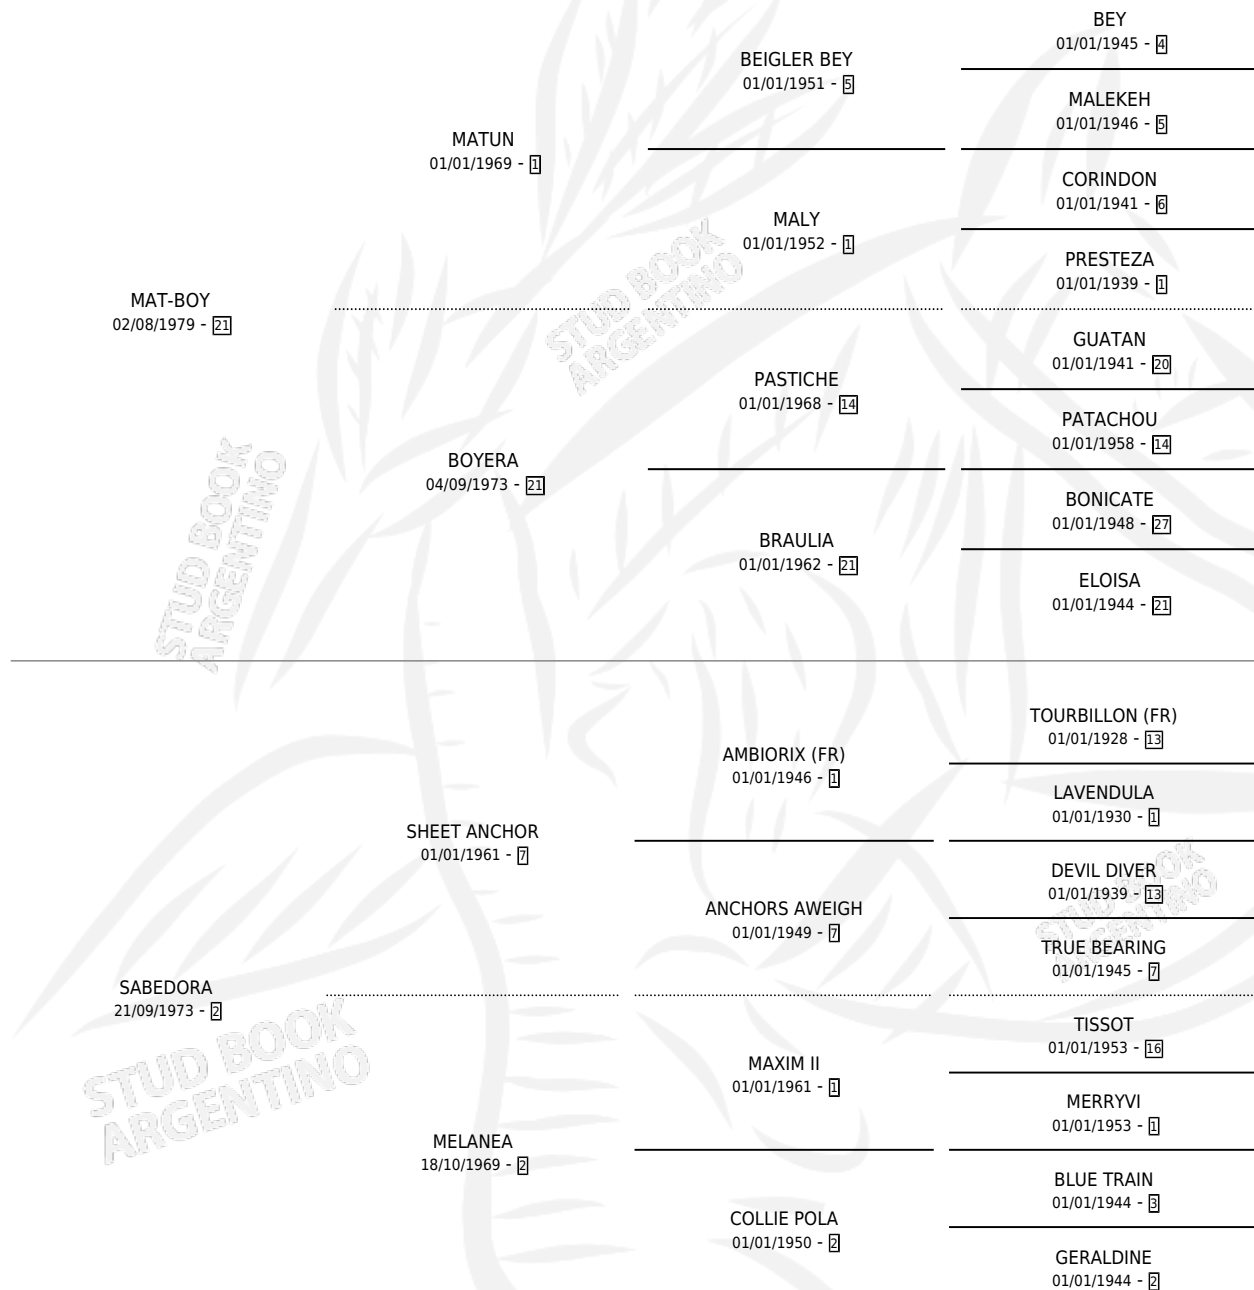 BEY
01/01/1945 - 4
BEIGLER BEY
01/01/1951 - 5
MALEKEH
01/01/1946 - 5
MATUN
01/01/1969 - 1
CORINDON
01/01/1941 - 6
MALY
01/01/1952 - 1
PRESTEZA
01/01/1939 - 1
MAT-BOY
02/08/1979 - 21
STUD BOOK
ARGENTINO
GUATAN
01/01/1941 - 20
PASTICHE
01/01/1968 - 14
PATACHOU
01/01/1958 - 14
BOYERA
04/09/1973 - 21
STUD BOOK
ARGENTINO
BONICATE
01/01/1948 - 27
BRAULIA
01/01/1962 - 21
ELOISA
01/01/1944 - 21
TOURBILLON (FR)
01/01/1928 - 13
AMBIORIX (FR)
01/01/1946 - 1
LAVENDULA
01/01/1930 - 1
SHEET ANCHOR
01/01/1961 - 7
DEVIL DIVER
01/01/1939 - 13
STUD BOOK
ARGENTINO
ANCHORS AWEIGH
01/01/1949 - 7
TRUE BEARING
01/01/1945 - 7
SABEDORA
21/09/1973 - 2
STUD BOOK
ARGENTINO
TISSOT
01/01/1953 - 16
MAXIM II
01/01/1961 - 1
MERRYVI
01/01/1953 - 1
MELANEA
18/10/1969 - 2
BLUE TRAIN
01/01/1944 - 3
COLLIE POLA
01/01/1950 - 2
GERALDINE
01/01/1944 - 2